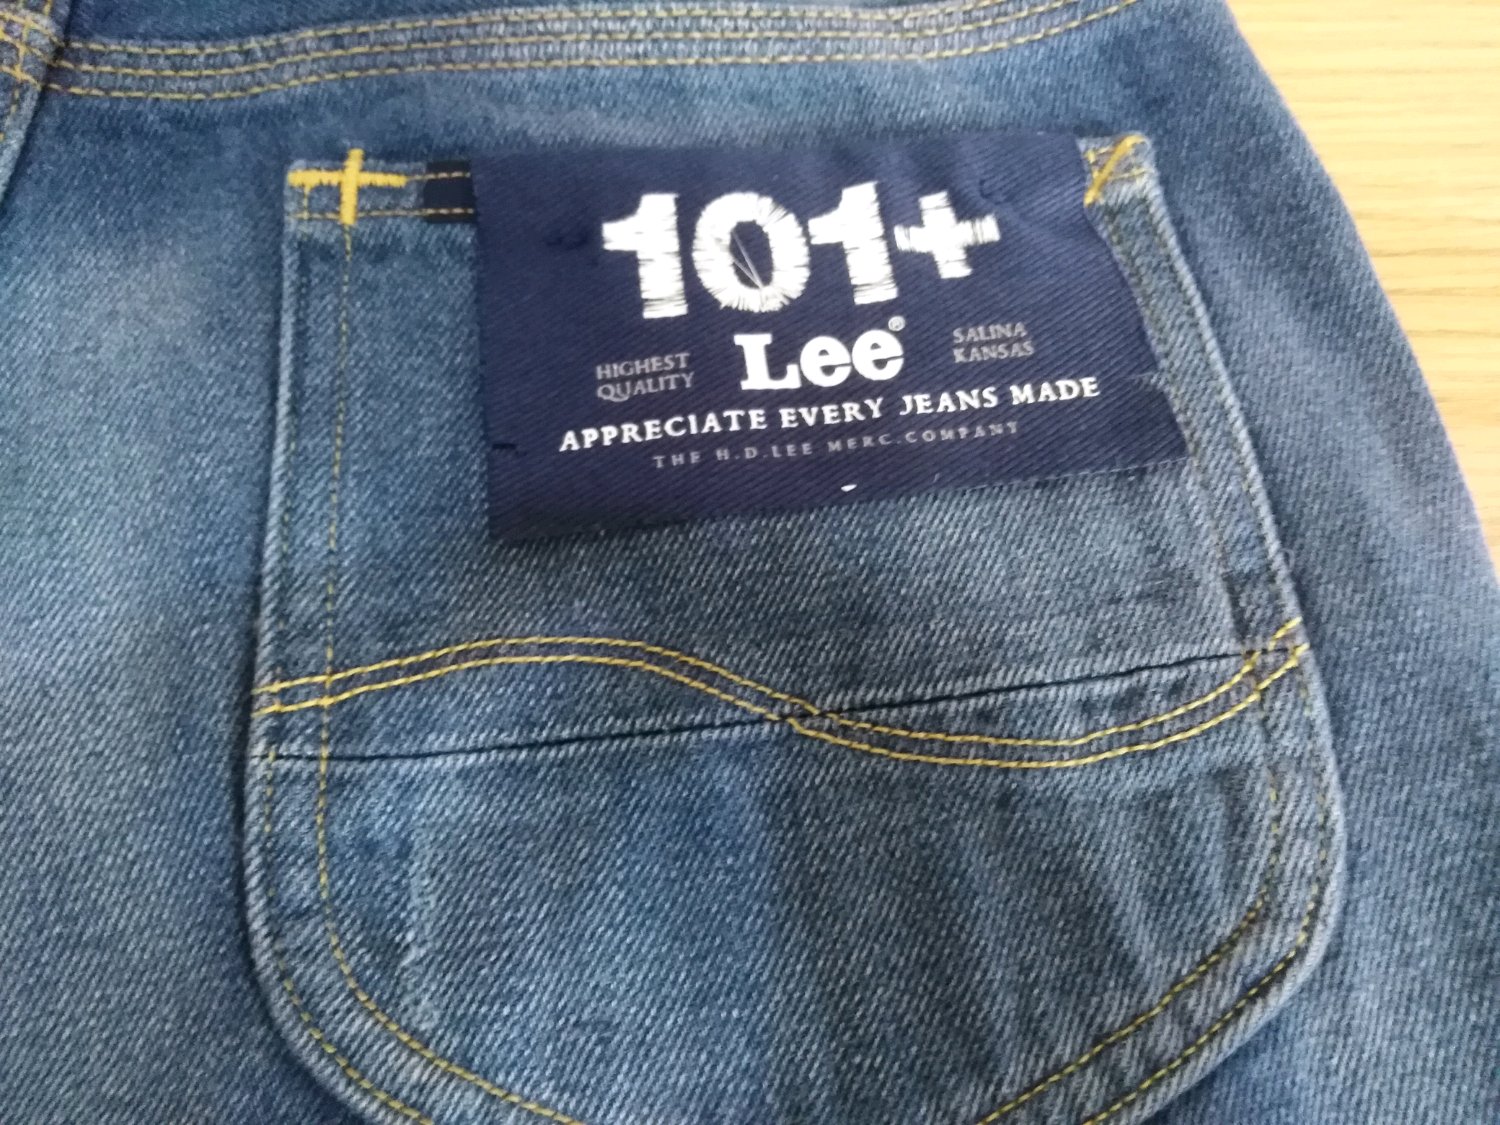 101+
Lee®
HIGHEST
QUALITY
SALINA
KANSAS
APPRECIATE EVERY JEANS MADE
THE H.D.LEE MERC.COMPANY